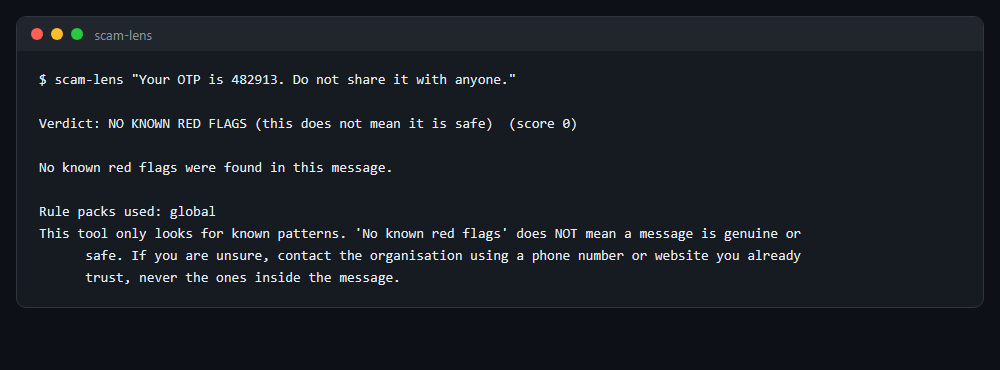 scam-lens
$ scam-lens "Your OTP is 482913. Do not share it with anyone."
Verdict: NO KNOWN RED FLAGS (this does not mean it is safe)  (score 0)
No known red flags were found in this message.
Rule packs used: global
This tool only looks for known patterns. 'No known red flags' does NOT mean a message is genuine or
safe. If you are unsure, contact the organisation using a phone number or website you already
trust, never the ones inside the message.